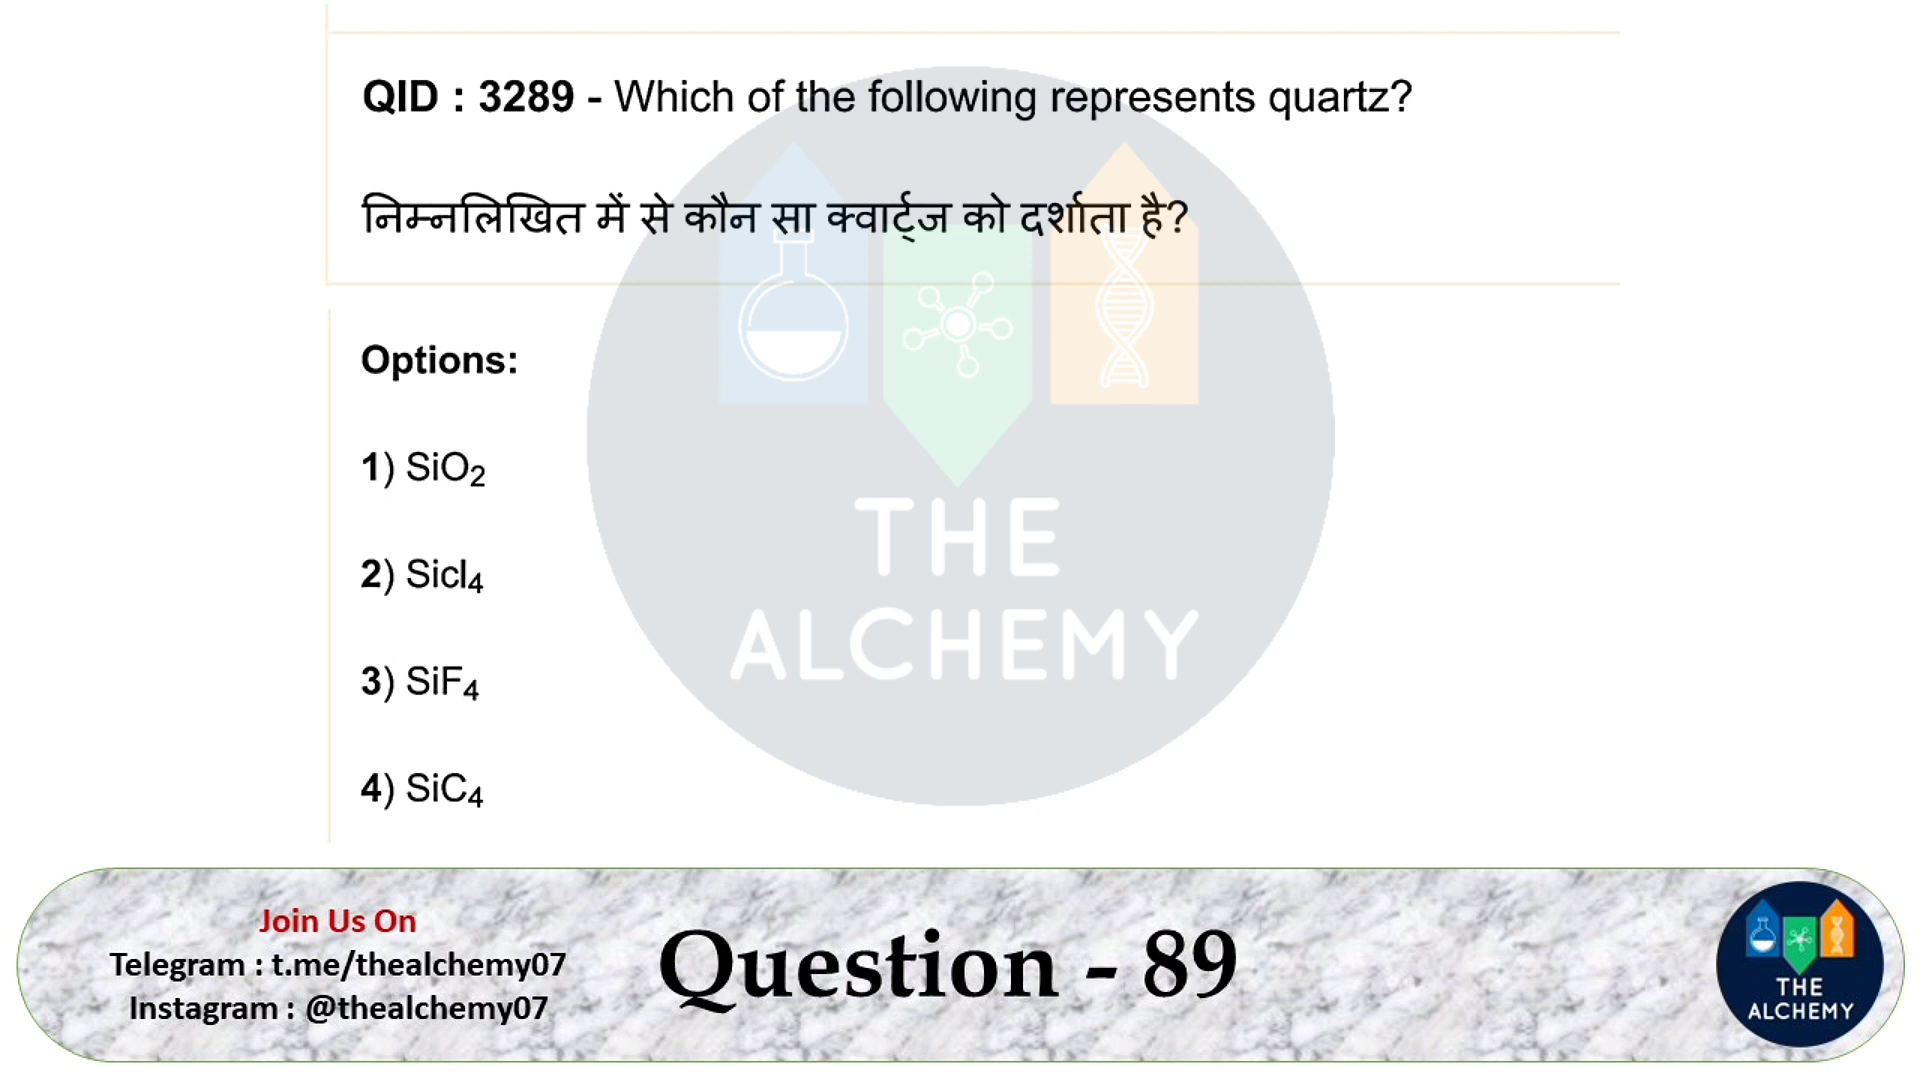 QID : 3289 - Which of the following represents quartz?
निम्नलिखित में से कौन सा क्वार्ट्ज को दर्शाता है?
Options:
1) SiO₂
2) Sicl₄
3) SiF₄
4) SiC₄
THE
ALCHEMY
Join Us On
Telegram : t.me/thealchemy07
Instagram : @thealchemy07
Question - 89
THE
ALCHEMY